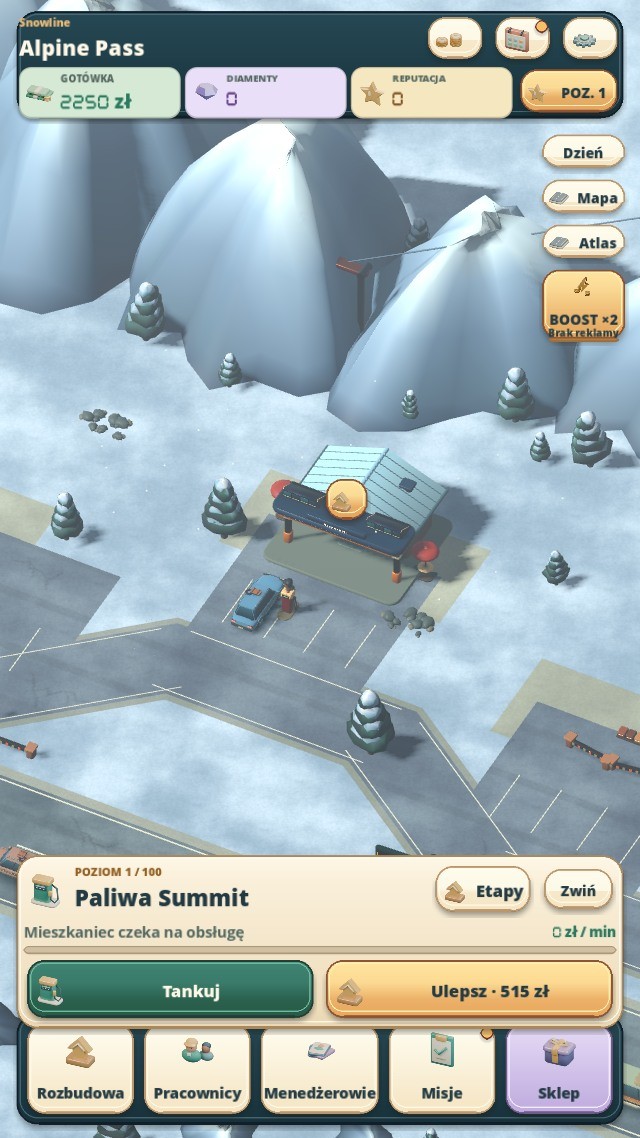 Snowline
Alpine Pass
GOTÓWKA
2250 zł
DIAMENTY
0
REPUTACJA
0
POZ. 1
Dzień
Mapa
Atlas
BOOST ×2
Brak reklamy
POZIOM 1 / 100
Paliwa Summit
Etapy
Zwiń
Mieszkaniec czeka na obsługę
0 zł / min
Tankuj
Ulepsz · 515 zł
Rozbudowa
Pracownicy
Menedżerowie
Misje
Sklep